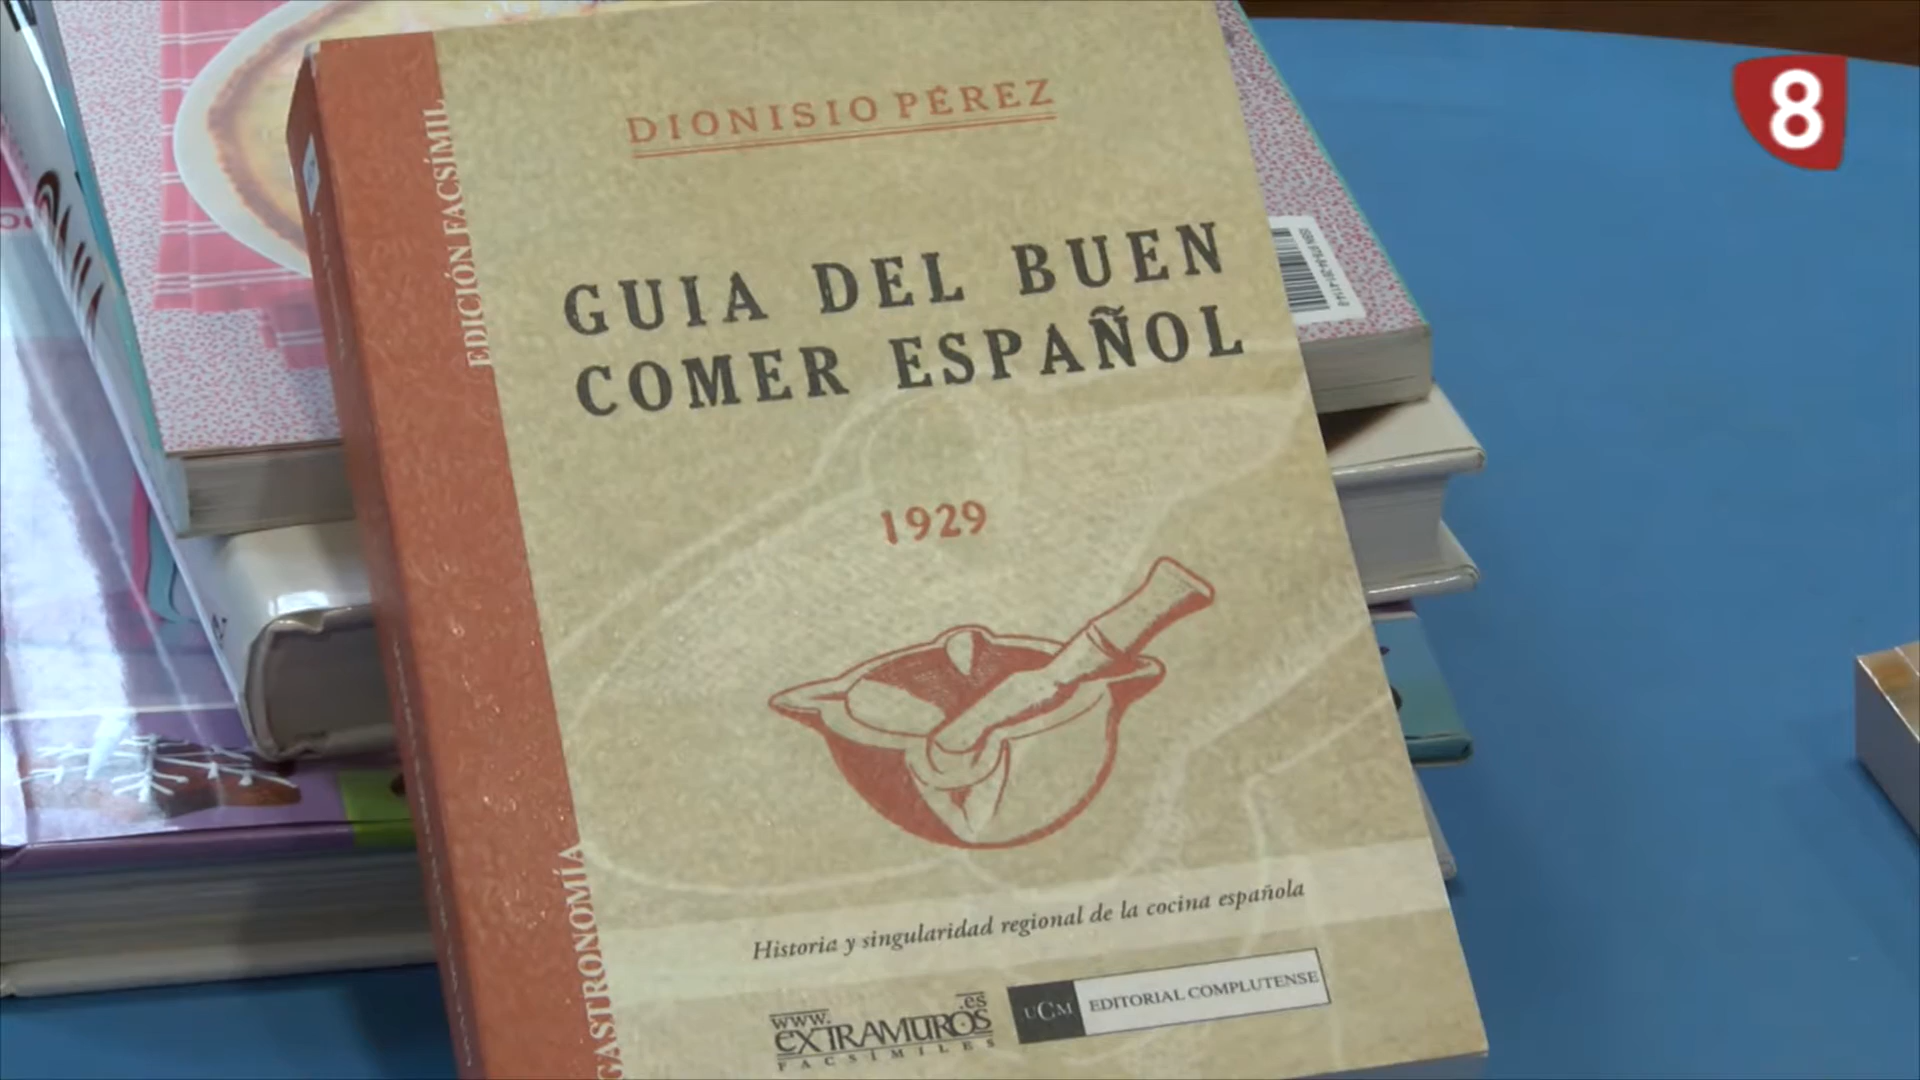 8
DIONISIO PÉREZ
EDICIÓN FACSÍMIL
GUIA DEL BUEN
COMER ESPAÑOL
1929
GASTRONOMÍA
Historia y singularidad regional de la cocina española
www. .es
EXTRAMUROS
FACSÍMILES
UCM EDITORIAL COMPLUTENSE